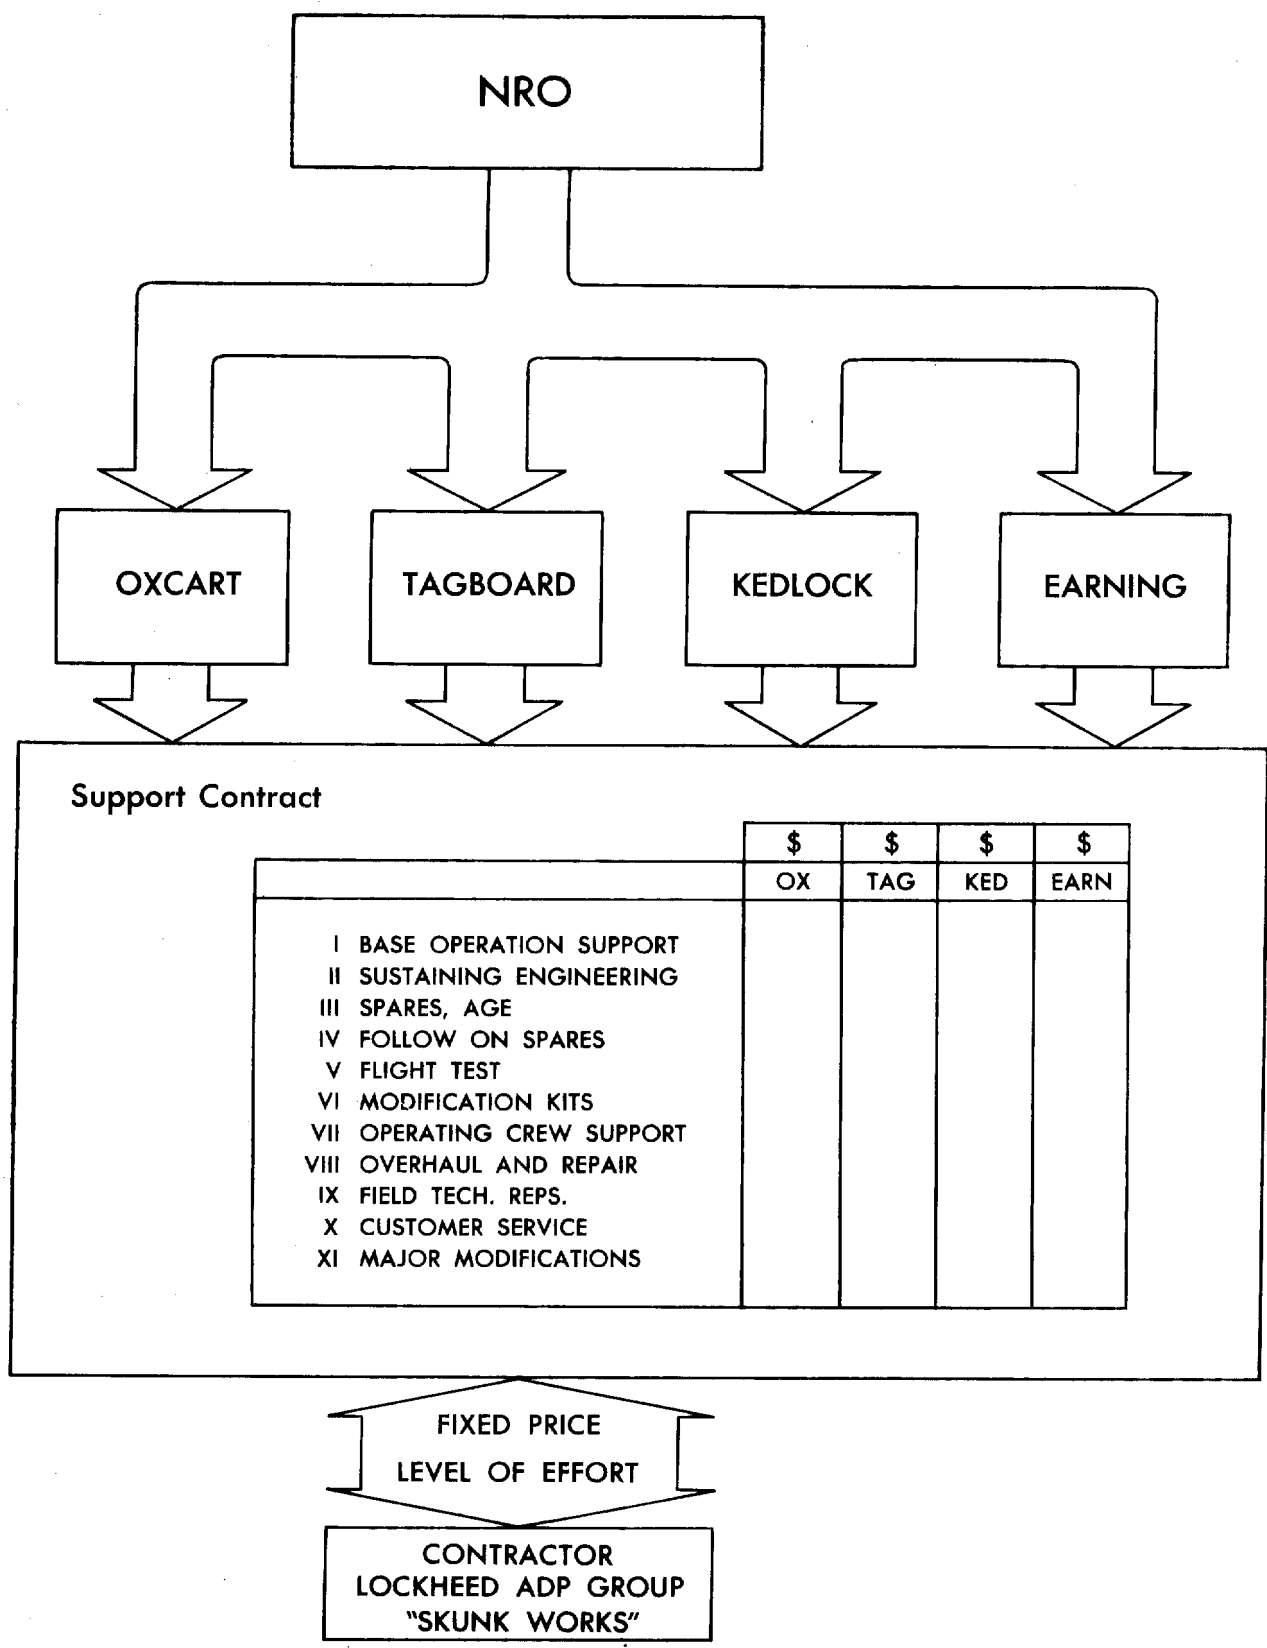 NRO
OXCART
TAGBOARD
KEDLOCK
EARNING
Support Contract
$ $ $ $
OX TAG KED EARN
I BASE OPERATION SUPPORT
II SUSTAINING ENGINEERING
III SPARES, AGE
IV FOLLOW ON SPARES
V FLIGHT TEST
VI MODIFICATION KITS
VII OPERATING CREW SUPPORT
VIII OVERHAUL AND REPAIR
IX FIELD TECH. REPS.
X CUSTOMER SERVICE
XI MAJOR MODIFICATIONS
FIXED PRICE
LEVEL OF EFFORT
CONTRACTOR
LOCKHEED ADP GROUP
"SKUNK WORKS"